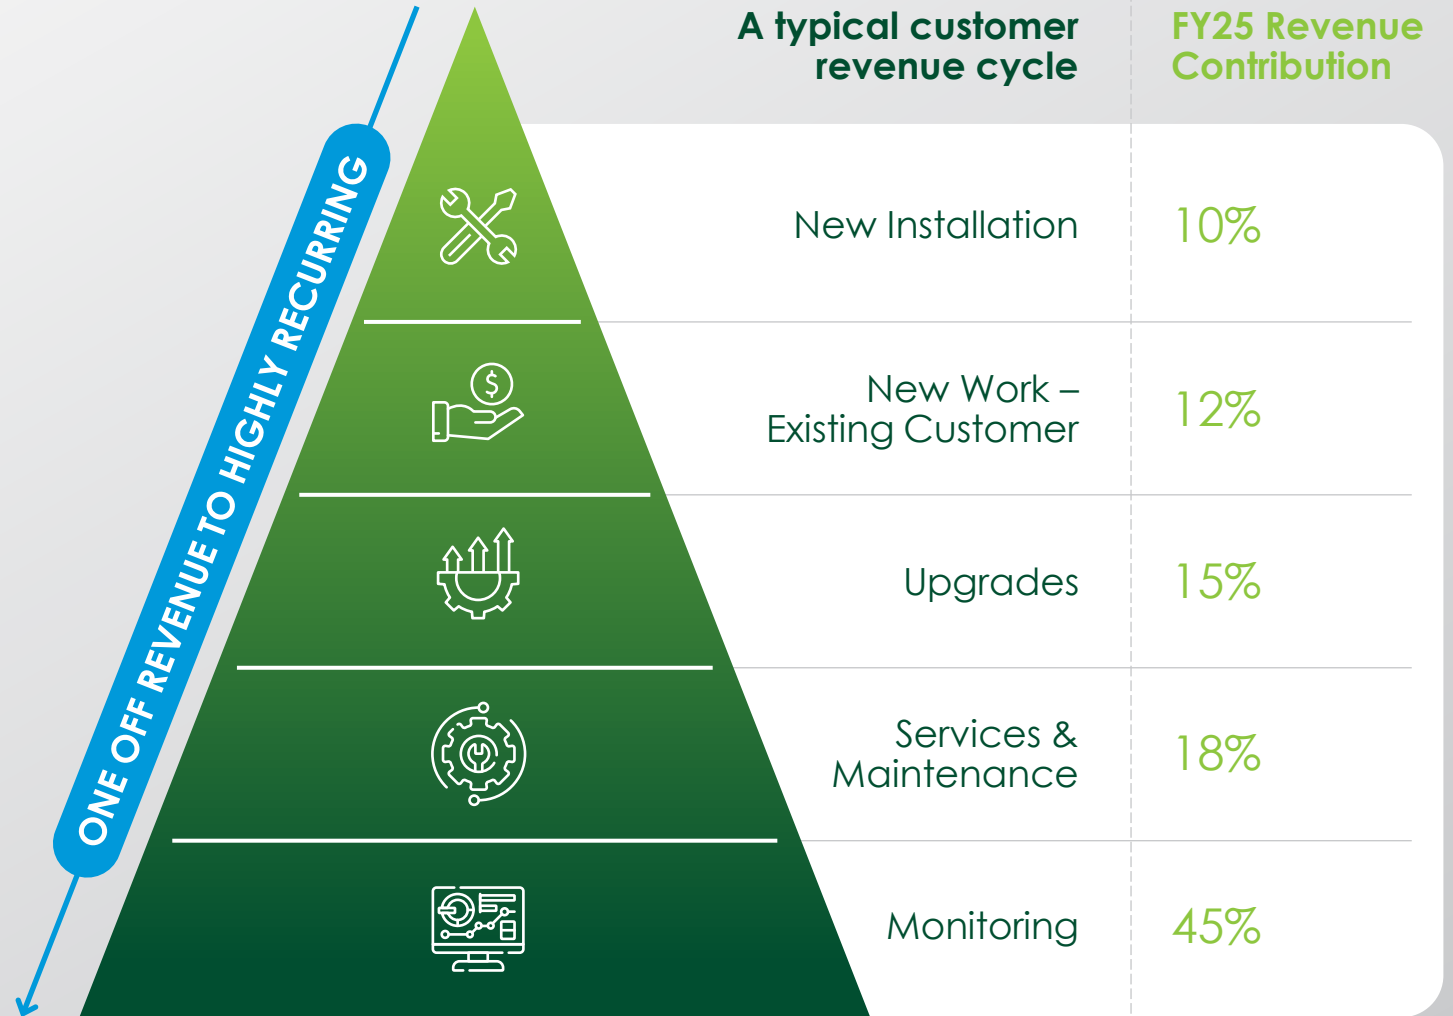 A typical customer
revenue cycle
FY25 Revenue
Contribution
ONE OFF REVENUE TO HIGHLY RECURRING
New Installation
10%
$
New Work –
Existing Customer
12%
Upgrades
15%
Services &
Maintenance
18%
Monitoring
45%